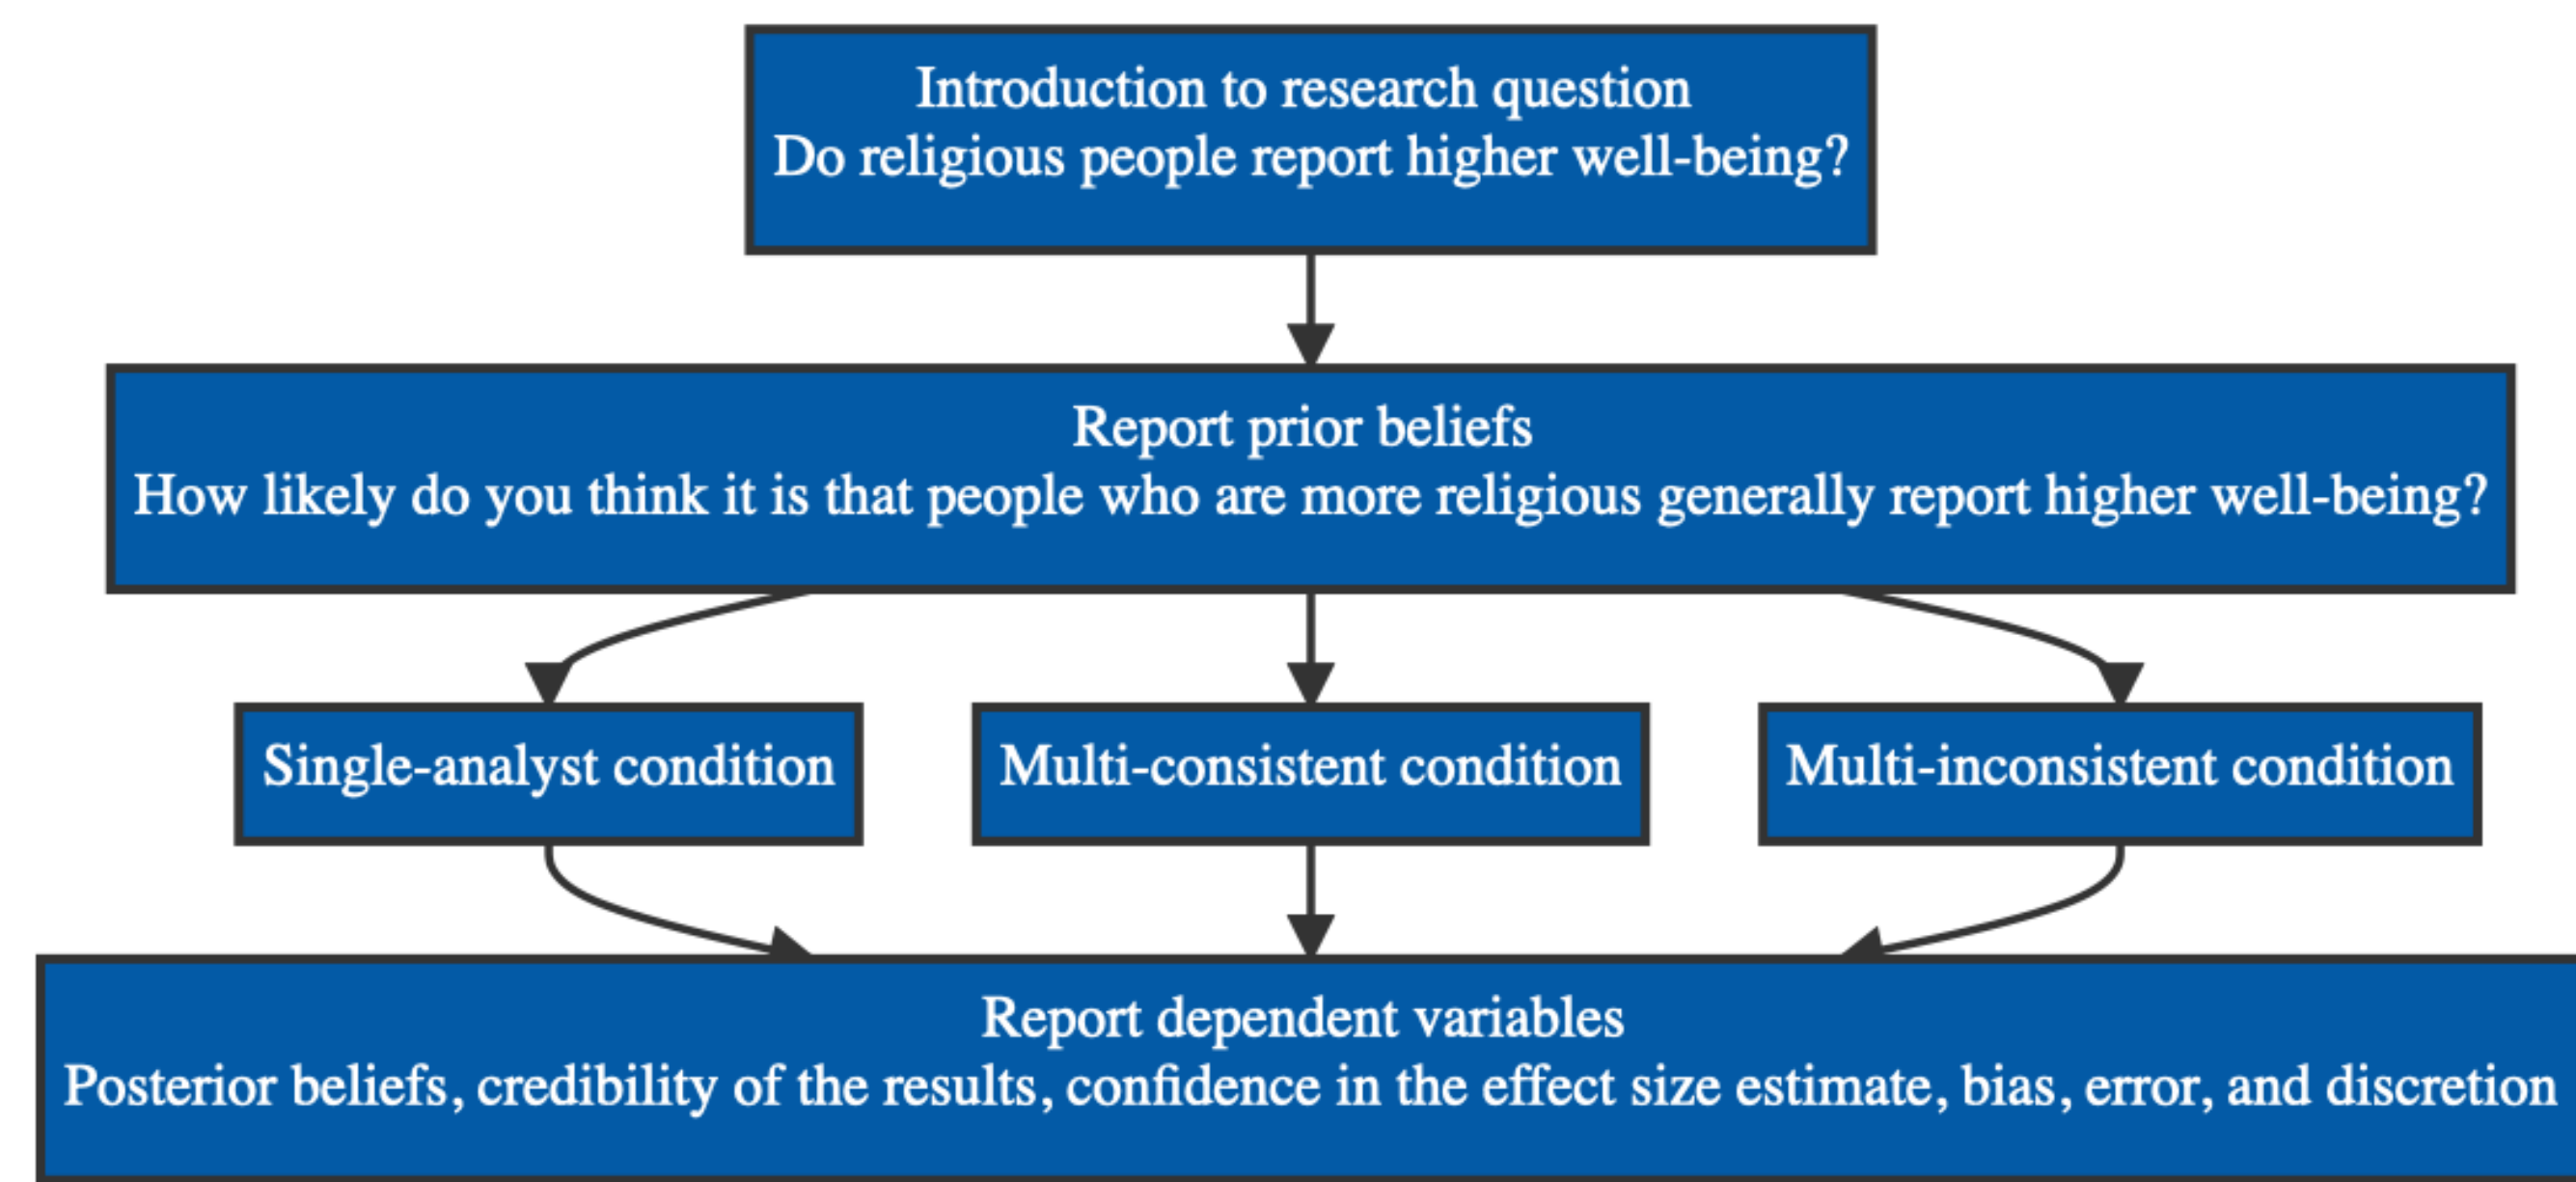 Introduction to research question
Do religious people report higher well-being?
Report prior beliefs
How likely do you think it is that people who are more religious generally report higher well-being?
Single-analyst condition
Multi-consistent condition
Multi-inconsistent condition
Report dependent variables
Posterior beliefs, credibility of the results, confidence in the effect size estimate, bias, error, and discretion